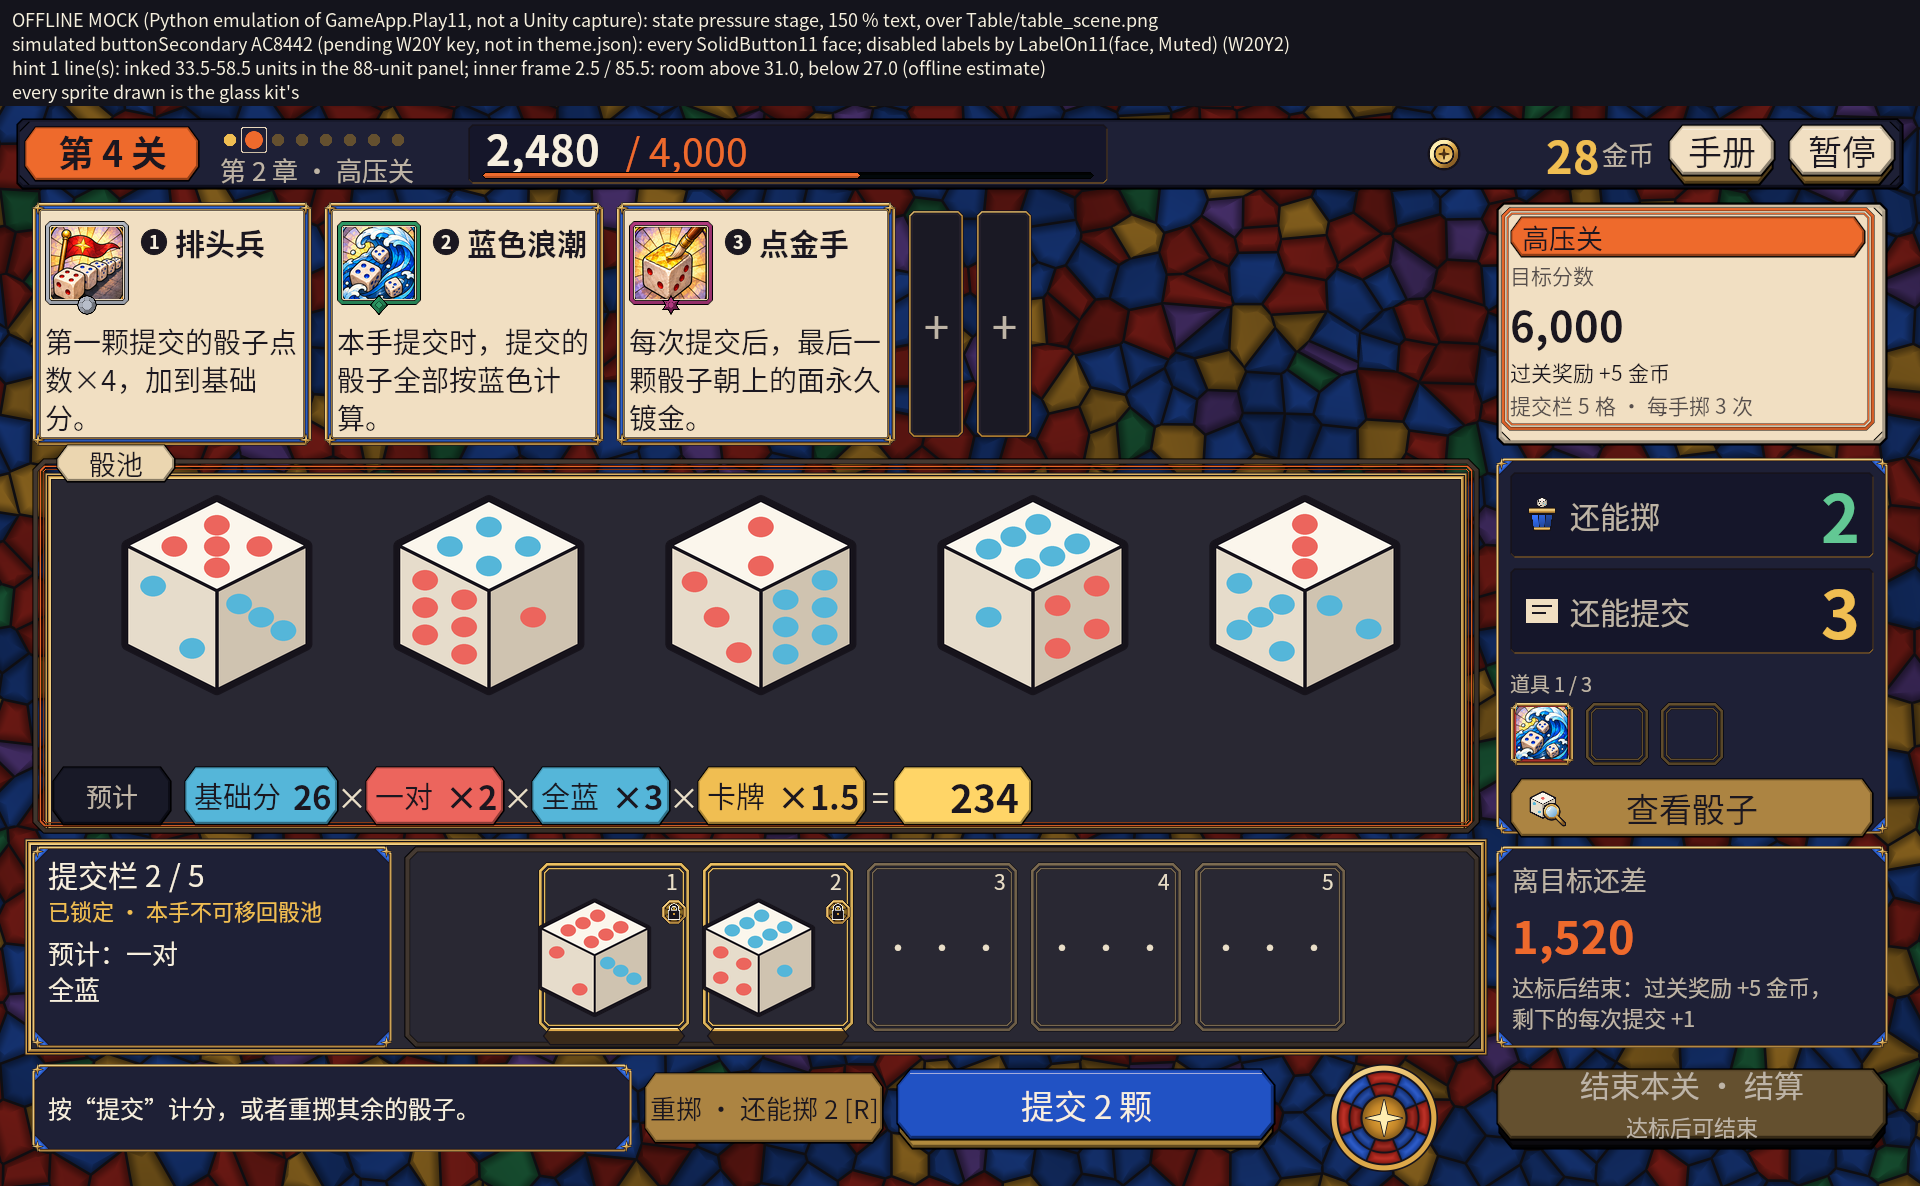 OFFLINE MOCK (Python emulation of GameApp.Play11, not a Unity capture): state pressure stage, 150 % text, over Table/table_scene.png
simulated buttonSecondary AC8442 (pending W20Y key, not in theme.json): every SolidButton11 face; disabled labels by LabelOn11(face, Muted) (W20Y2)
hint 1 line(s): inked 33.5-58.5 units in the 88-unit panel; inner frame 2.5 / 85.5: room above 31.0, below 27.0 (offline estimate)
every sprite drawn is the glass kit's
第 4 关
第 2 章 · 高压关
2,480 / 4,000
28 金币
手册
暂停
1 排头兵
第一颗提交的骰子点
数×4，加到基础
分。
2 蓝色浪潮
本手提交时，提交的
骰子全部按蓝色计
算。
3 点金手
每次提交后，最后一
颗骰子朝上的面永久
镀金。
+
+
高压关
目标分数
6,000
过关奖励 +5 金币
提交栏 5 格 · 每手掷 3 次
骰池
还能掷 2
还能提交 3
道具 1 / 3
查看骰子
预计 基础分 26 × 一对 ×2 × 全蓝 ×3 × 卡牌 ×1.5 = 234
提交栏 2 / 5
已锁定 · 本手不可移回骰池
预计：一对
全蓝
1
2
3
4
5
离目标还差
1,520
达标后结束：过关奖励 +5 金币，
剩下的每次提交 +1
按“提交”计分，或者重掷其余的骰子。
重掷 · 还能掷 2 [R]
提交 2 颗
结束本关 · 结算
达标后可结束